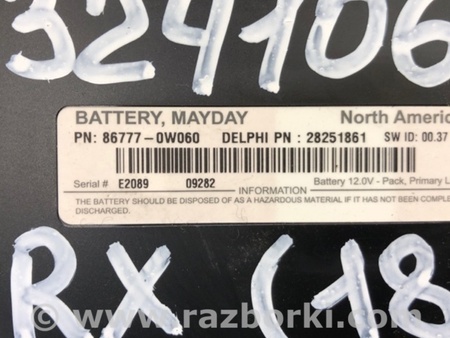 324106
BATTERY, MAYDAY North Americ
PN: 86777-0W060 DELPHI PN : 28251861 SW ID: 00.37
Serial # E2089 09282 Battery 12.0V - Pack, Primary L
INFORMATION
THE BATTERY SHOULD BE DISPOSED OF AS A HAZARDOUS MATERIAL IF IT HAS NOT BEEN COMPLE
DISCHARGED.
RX (18
www.razborki.com